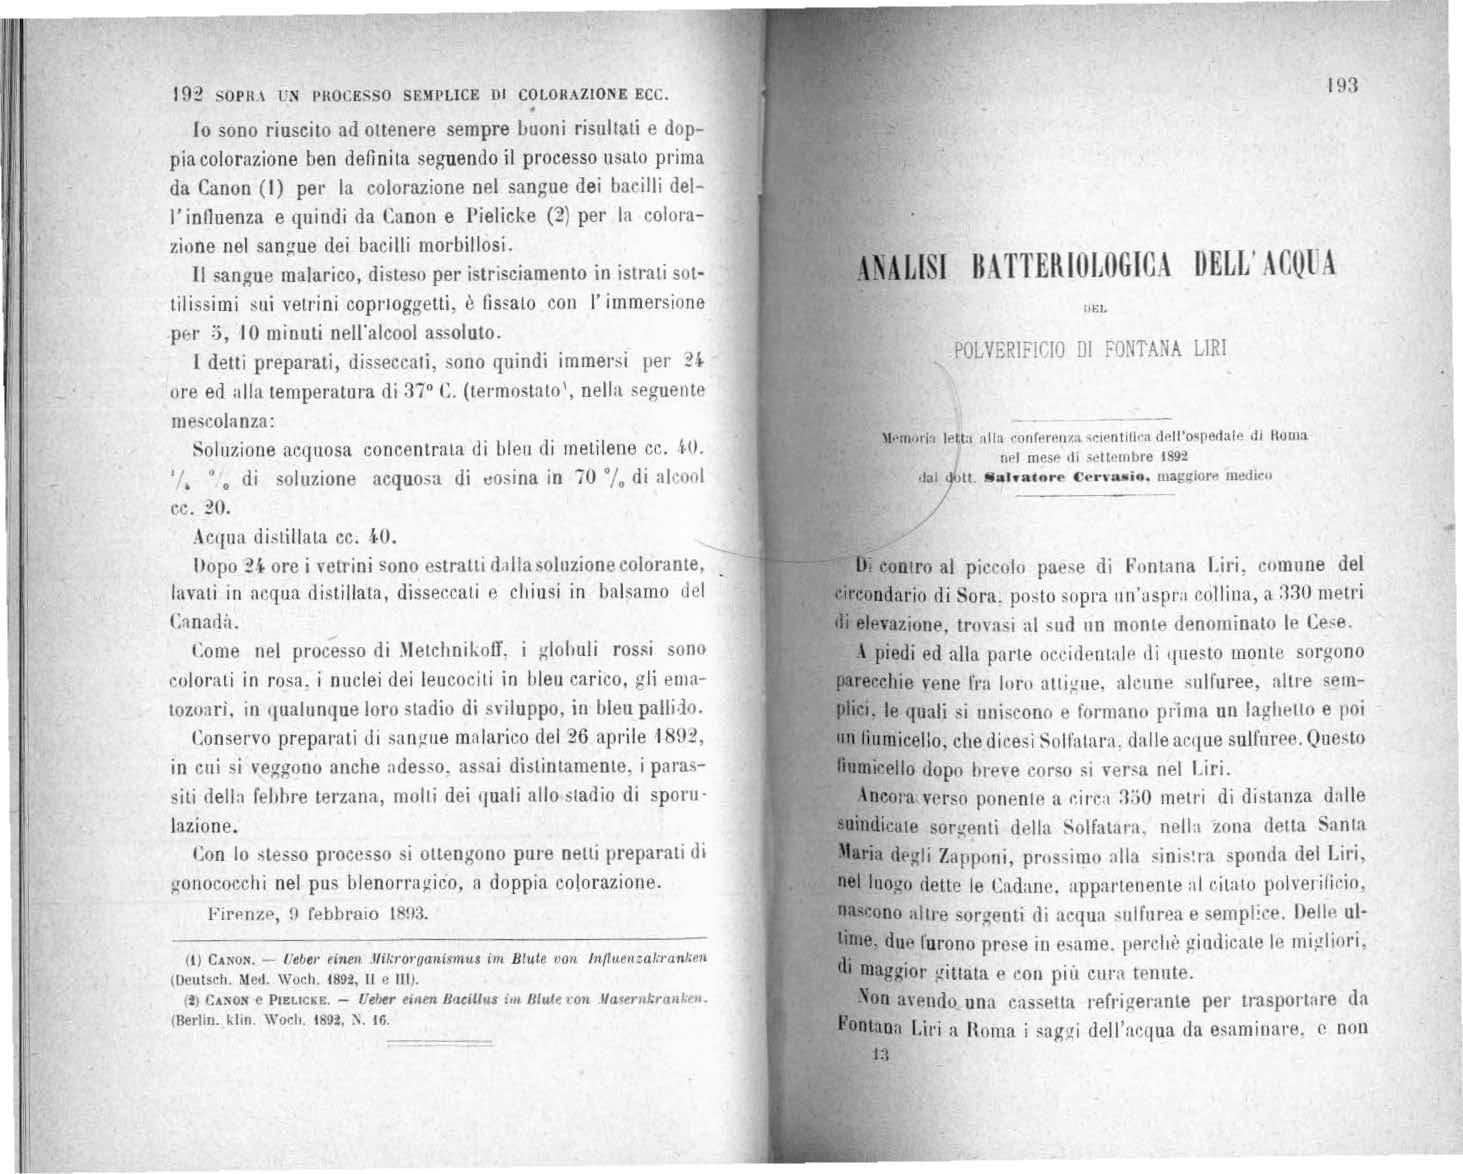 192 SOPRA UN PROCESSO SEMPLICE DI COLORAZIONE ECC.
Io sono riuscito ad ottenere sempre buoni risultati e dop-
pia colorazione ben definita seguendo il processo usato prima
da Canon (1) per la colorazione nel sangue dei bacilli del-
l'influenza e quindi da Canon e Pielicke (2) per la colora-
zione nel sangue dei bacilli morbillosi.
Il sangue malarico, disteso per istrisciamento in istrati sot-
tilissimi sui vetrini coprioggetti, è fissato con l'immersione
per 5, 10 minuti nell'alcool assoluto.
I detti preparati, disseccati, sono quindi immersi per 24
ore ed alla temperatura di 37° C. (termostato), nella seguente
mescolanza:
Soluzione acquosa concentrata di bleu di metilene cc. 40.
1/4 % di soluzione acquosa di eosina in 70 % di alcool
cc. 20.
Acqua distillata cc. 40.
Dopo 24 ore i vetrini sono estratti dalla soluzione colorante,
lavati in acqua distillata, disseccati e chiusi in balsamo del
Canadà.
Come nel processo di Metchnikoff, i globuli rossi sono
colorati in rosa, i nuclei dei leucociti in bleu carico, gli ema-
tozoari, in qualunque loro stadio di sviluppo, in bleu pallido.
Conservo preparati di sangue malarico del 26 aprile 1892,
in cui si veggono anche adesso, assai distintamente, i paras-
siti della febbre terzana, molti dei quali allo stadio di sporu-
lazione.
Con lo stesso processo si ottengono pure netti preparati di
gonococchi nel pus blenorragico, a doppia colorazione.
Firenze, 9 febbraio 1893.
(1) CANON. — Ueber einen Mikrorganismus im Blute von Influenzakranken
(Deutsch. Med. Woch. 1892, II e III).
(2) CANON e PIELICKE. — Ueber einen Bacillus im Blute von Masernkranken.
(Berlin. klin. Woch. 1892, N. 16.
193
ANALISI BATTERIOLOGICA DELL'ACQUA
DEL
POLVERIFICIO DI FONTANA LIRI
Memoria letta alla conferenza scientifica dell'ospedale di Roma
nel mese di settembre 1892
dal dott. Salvatore Cervasio, maggiore medico
Di contro al piccolo paese di Fontana Liri, comune del
circondario di Sora, posto sopra un'aspra collina, a 330 metri
di elevazione, trovasi al sud un monte denominato le Cese.
A piedi ed alla parte occidentale di questo monte sorgono
parecchie vene fra loro attigue, alcune sulfuree, altre sem-
plici, le quali si uniscono e formano prima un laghetto e poi
un fiumicello, che dicesi Solfatara, dalle acque sulfuree. Questo
fiumicello dopo breve corso si versa nel Liri.
Ancora verso ponente a circa 350 metri di distanza dalle
suindicate sorgenti della Solfatara, nella zona detta Santa
Maria degli Zapponi, prossimo alla sinistra sponda del Liri,
nel luogo dette le Cadane, appartenente al citato polverificio,
nascono altre sorgenti di acqua sulfurea e semplice. Delle ul-
time, due furono prese in esame, perchè giudicate le migliori,
di maggior gittata e con più cura tenute.
Non avendo una cassetta refrigerante per trasportare da
Fontana Liri a Roma i saggi dell'acqua da esaminare, e non
13